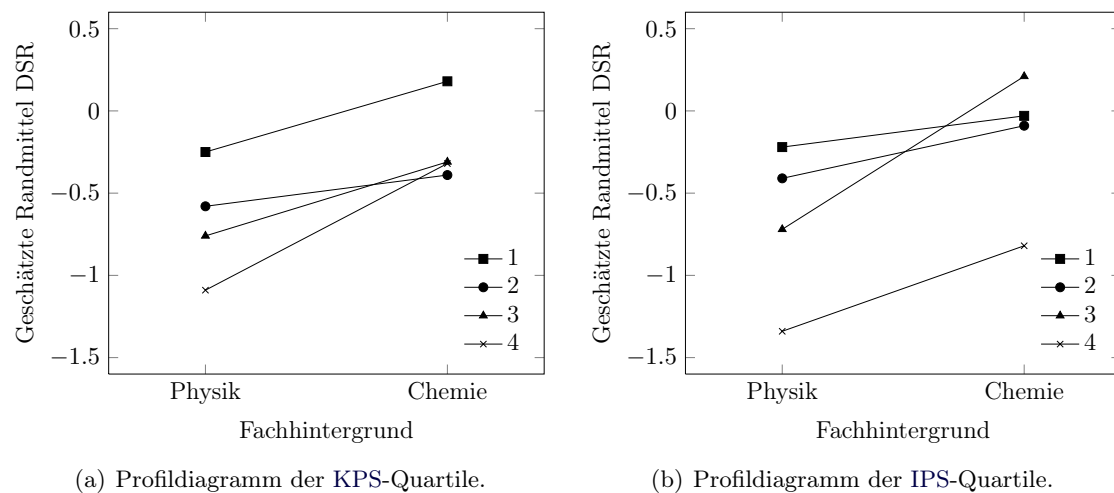 0.5
0
−0.5
−1
−1.5
Geschätzte Randmittel DSR
Physik
Chemie
Fachhintergrund
1
2
3
4
(a) Profildiagramm der KPS-Quartile.
0.5
0
−0.5
−1
−1.5
Geschätzte Randmittel DSR
Physik
Chemie
Fachhintergrund
1
2
3
4
(b) Profildiagramm der IPS-Quartile.